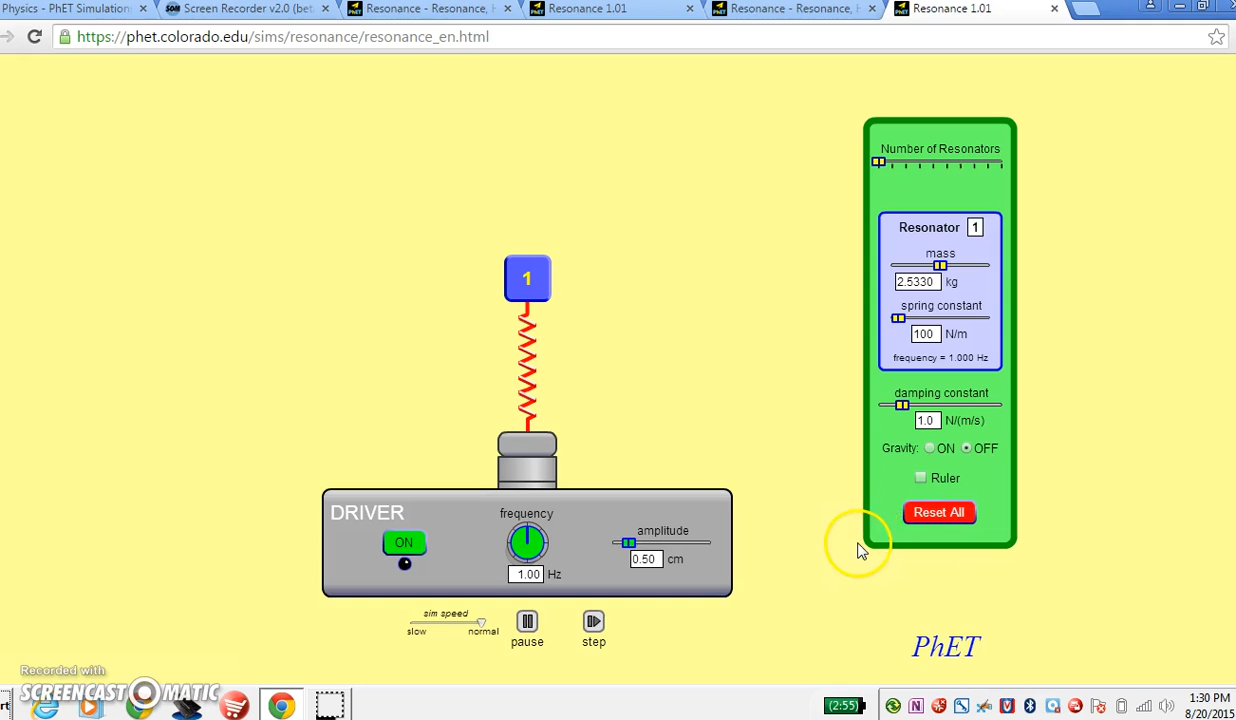 Physics - PhET Simulation
Screen Recorder v2.0 (bet
Resonance - Resonance, H
Resonance 1.01
Resonance - Resonance, H
Resonance 1.01
https://phet.colorado.edu/sims/resonance/resonance_en.html
Number of Resonators
Resonator 1
mass
2.5330 kg
spring constant
100 N/m
frequency = 1.000 Hz
damping constant
1.0 N/(m/s)
Gravity: ON OFF
Ruler
Reset All
1
DRIVER
ON
frequency
1.00 Hz
amplitude
0.50 cm
sim speed
slow normal
pause
step
PhET
Recorded with
SCREENCAST-O-MATIC
rt
(2:55)
1:30 PM
8/20/2015